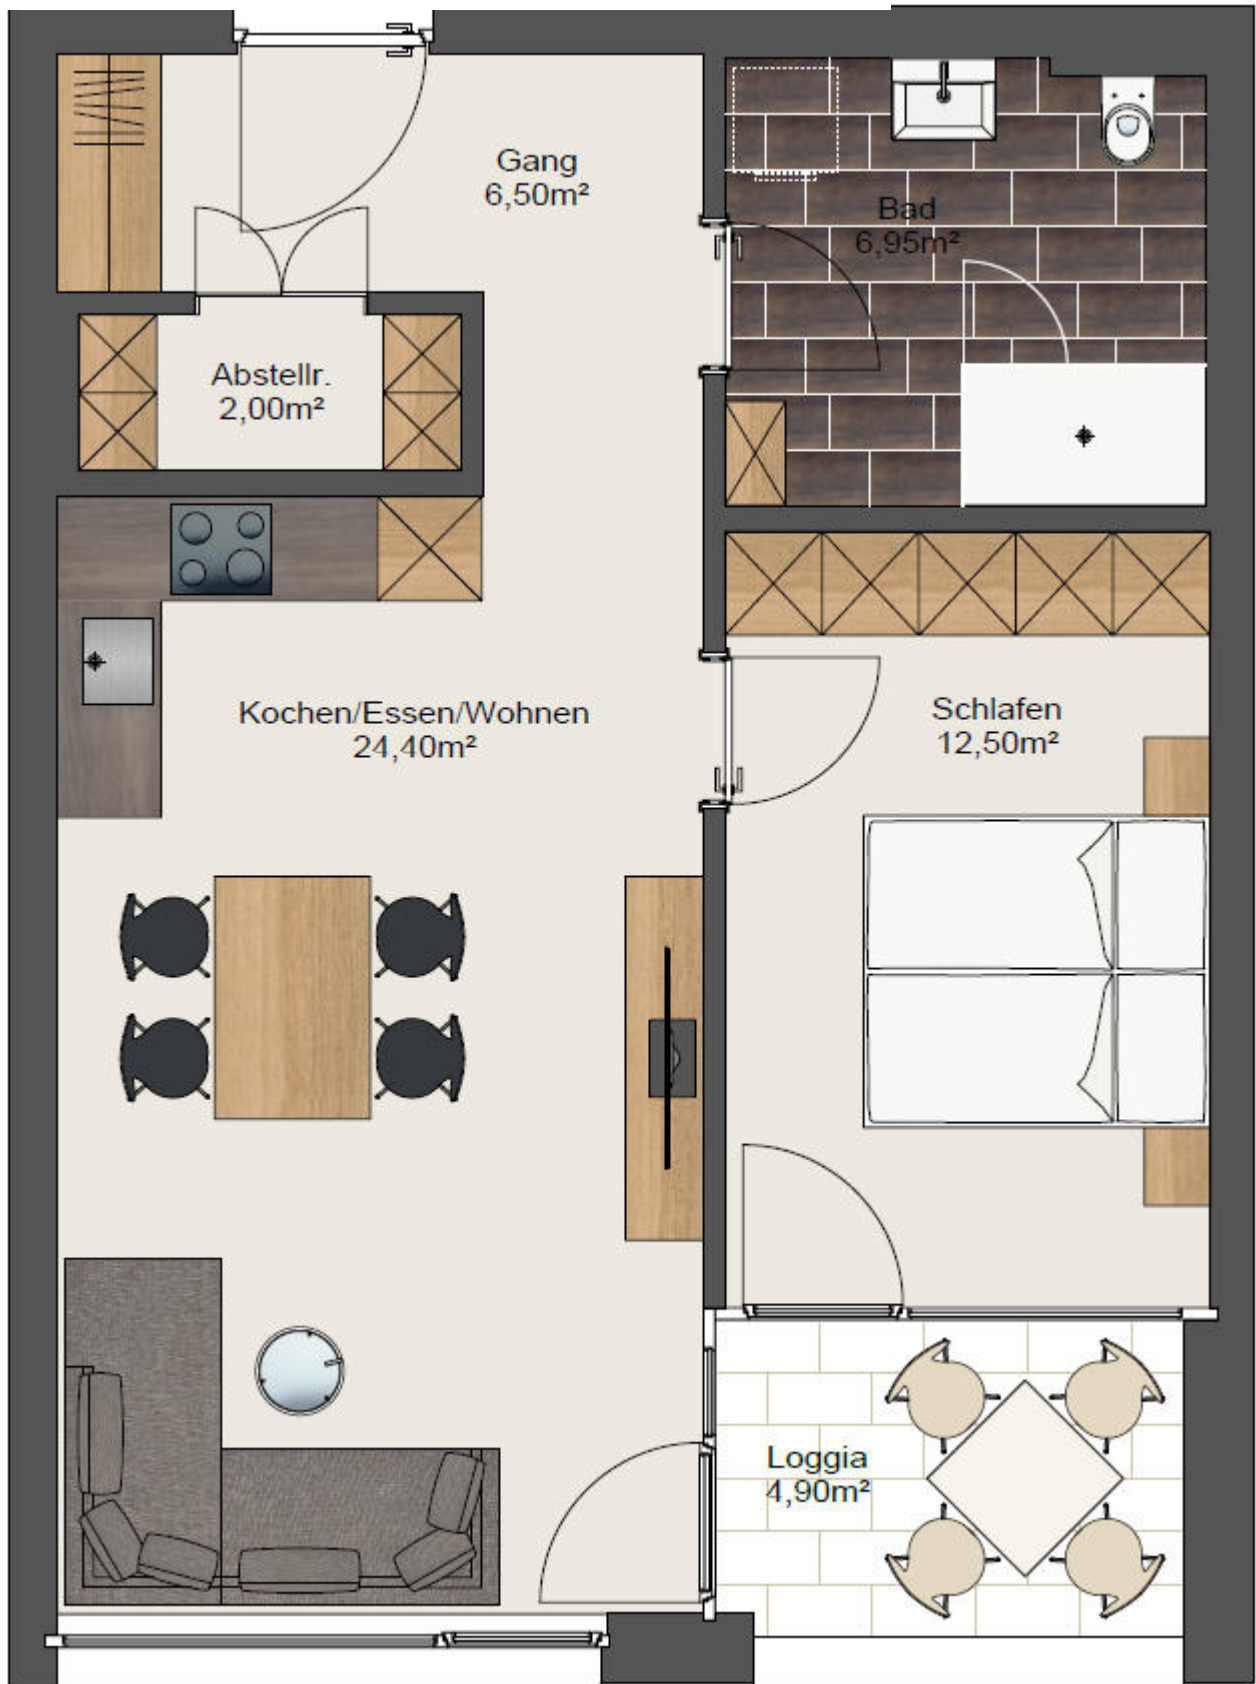 Gang
6,50m²
Bad
6,95m²
Abstellr.
2,00m²
Kochen/Essen/Wohnen
24,40m²
Schlafen
12,50m²
Loggia
4,90m²